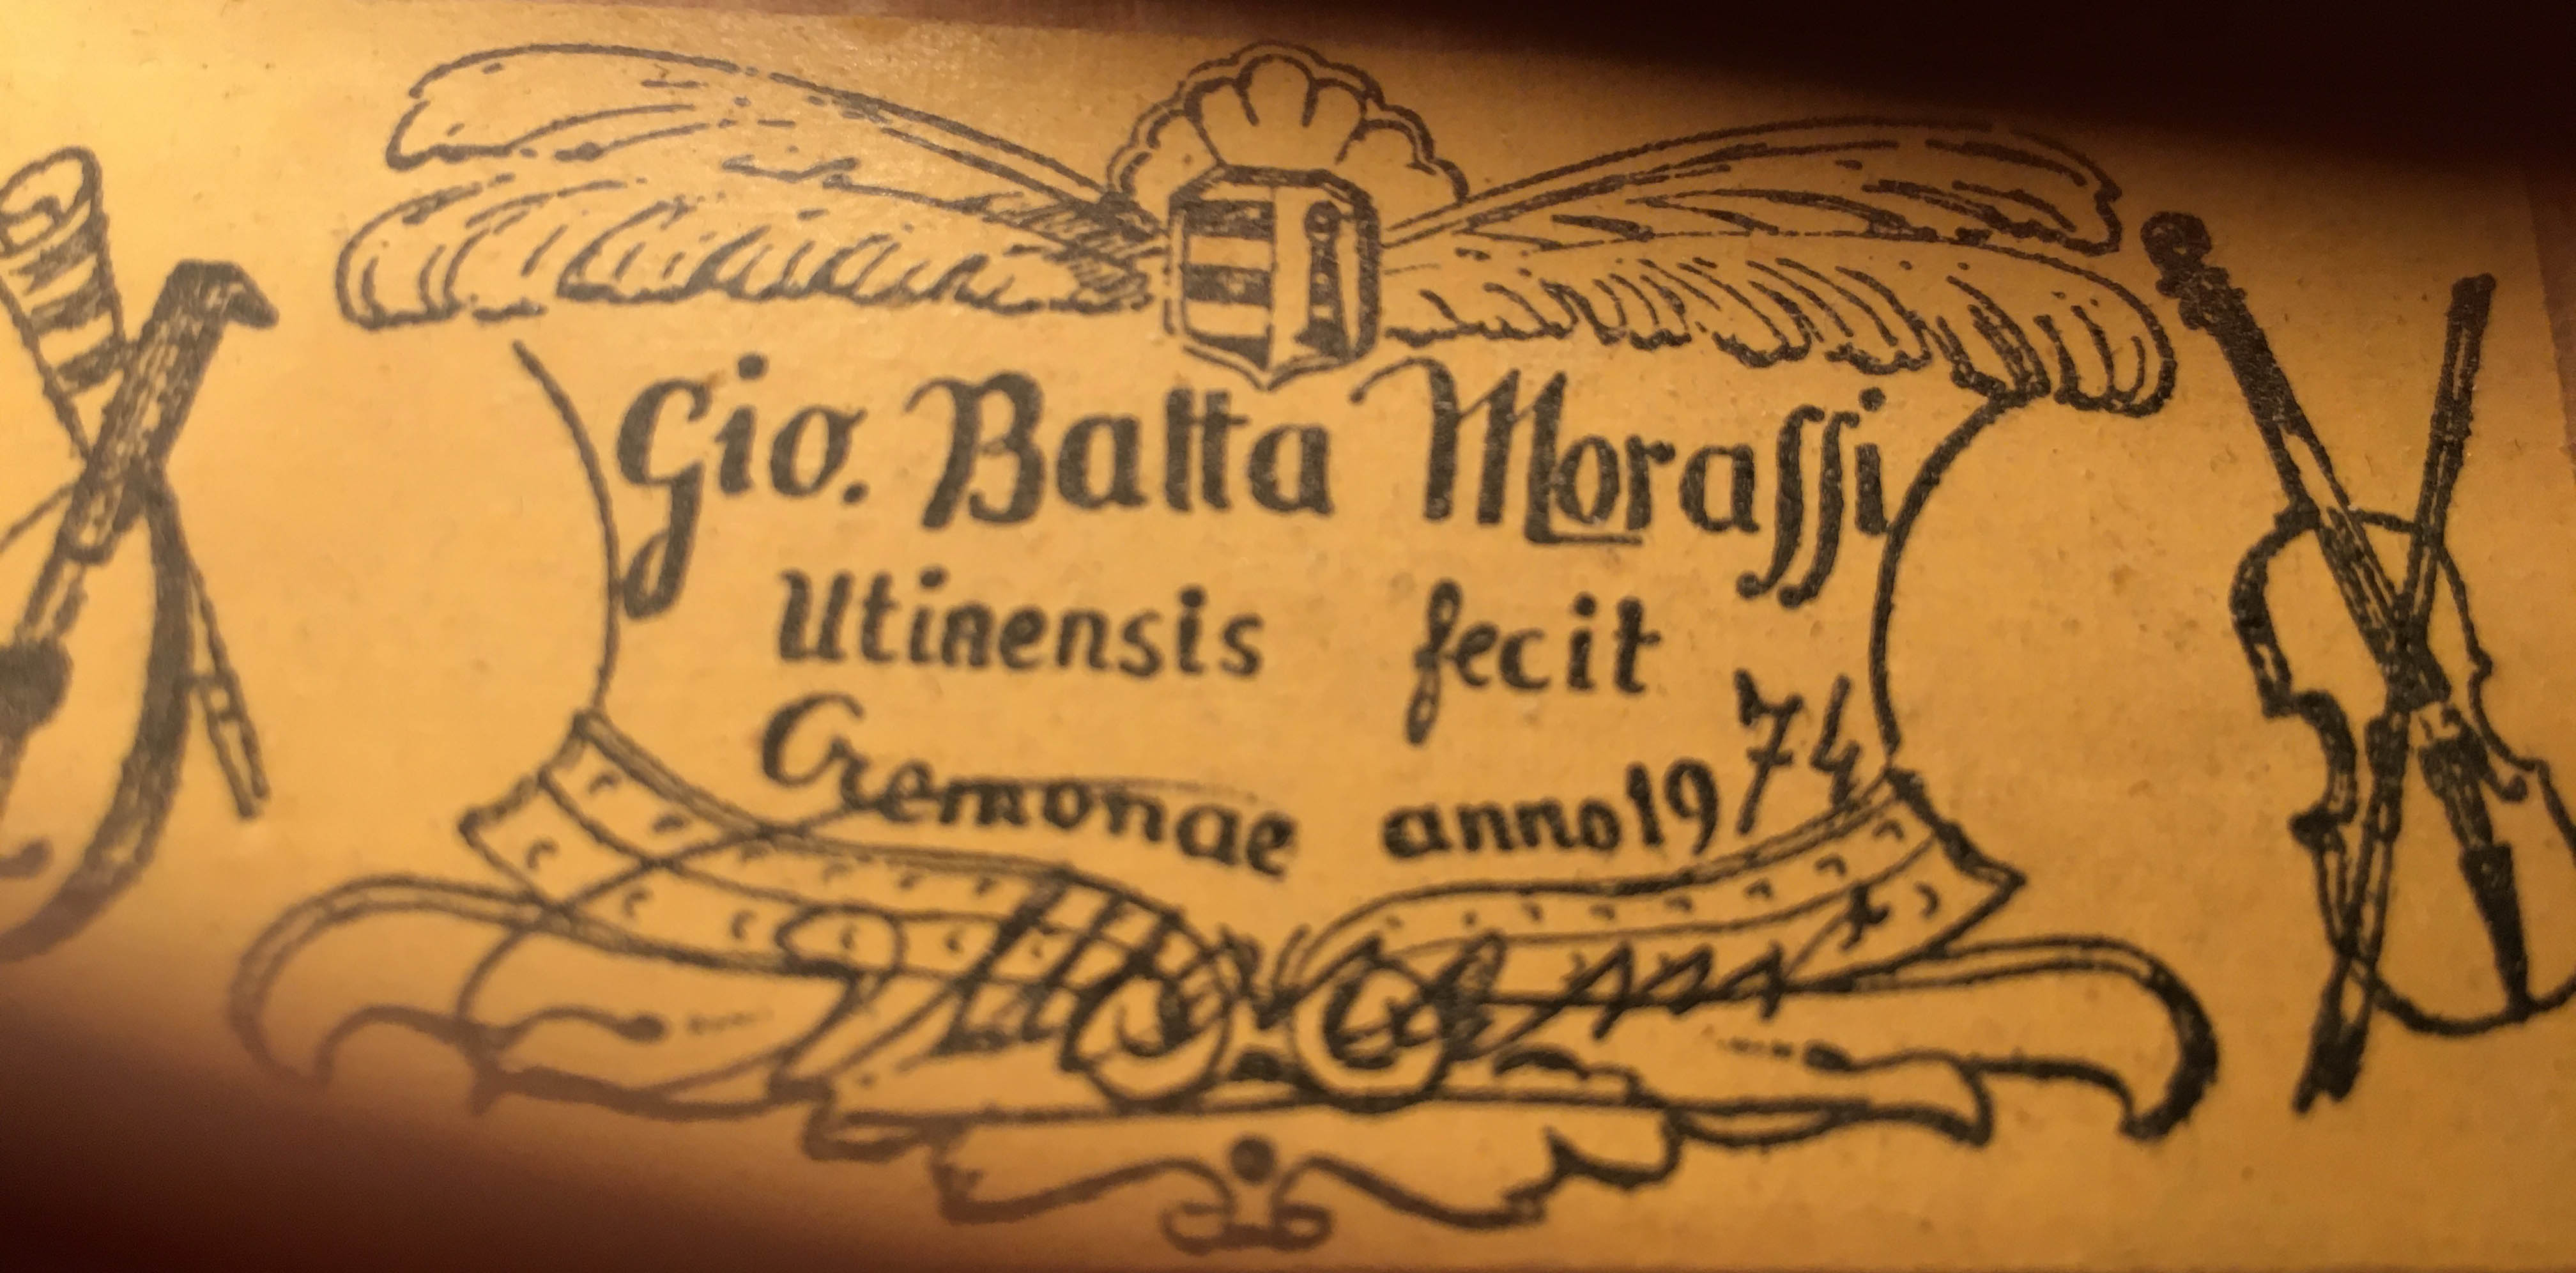 Gio. Batta Moraſſi
Utinensis fecit
Cremonae anno 1974